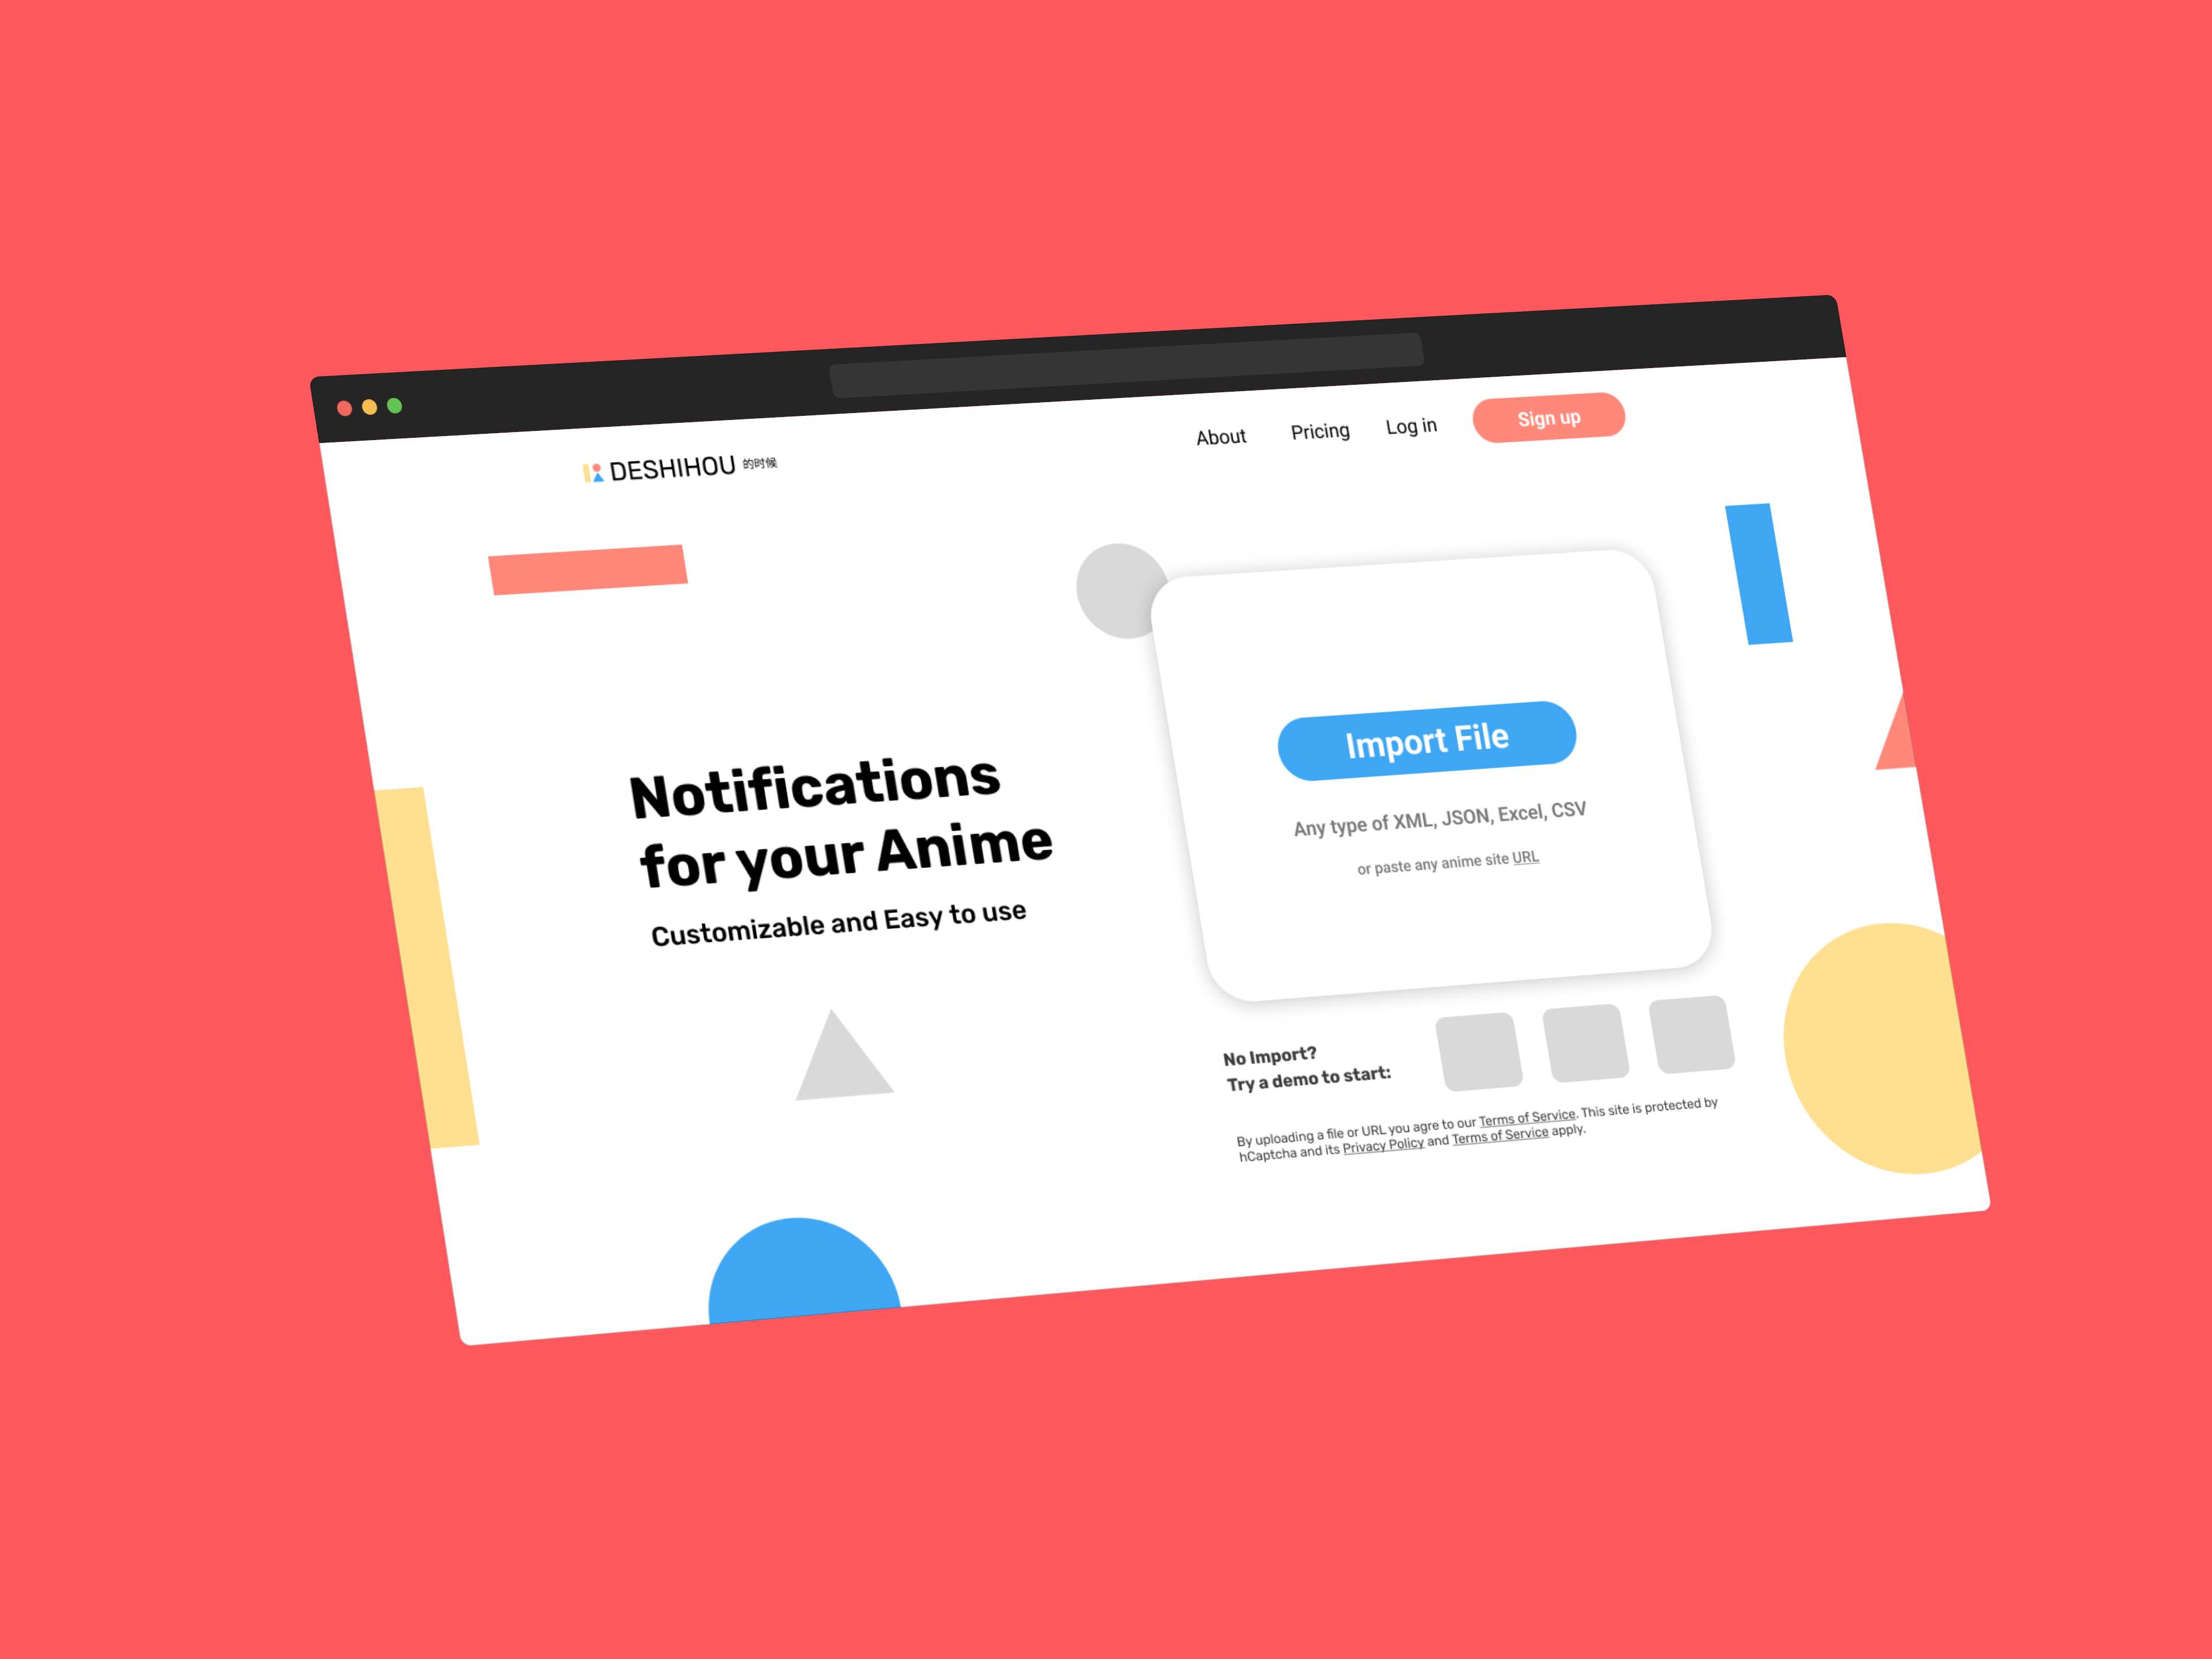 DESHIHOU 的时候
About Pricing Log in Sign up
Notifications
for your Anime
Customizable and Easy to use
Import File
Any type of XML, JSON, Excel, CSV
or paste any anime site URL
No Import?
Try a demo to start:
By uploading a file or URL you agre to our Terms of Service. This site is protected by
hCaptcha and its Privacy Policy and Terms of Service apply.